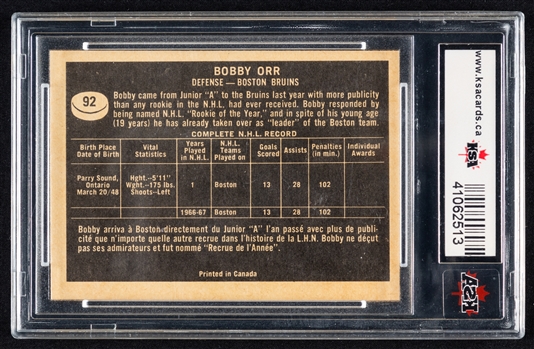 92
BOBBY ORR
DEFENSE — BOSTON BRUINS
Bobby came from Junior "A" to the Bruins last year with more publicity
than any rookie in the N.H.L. had ever received. Bobby responded by
being named N.H.L. "Rookie of the Year," and in spite of his young age
(19 years) he has already taken over as "leader" of the Boston team.
COMPLETE N.H.L. RECORD
Birth Place Date of Birth Vital Statistics Years Played in N.H.L. N.H.L. Teams Played on Goals Scored Assists Penalties (in min.) Individual Awards
Parry Sound, Ontario March 20/48 Hght.-5'11" Wght.-175 lbs. Shoots-Left 1 Boston 13 28 102
1966-67 Boston 13 28 102
Bobby arriva à Boston directement du Junior "A" l'an passé avec plus de publi-
cité que n'importe quelle autre recrue dans l'histoire de la L.H.N. Bobby ne déçut
pas ses admirateurs et fut nommé "Recrue de l'Année".
Printed in Canada
www.ksacards.ca
KSA
41062513
KSA